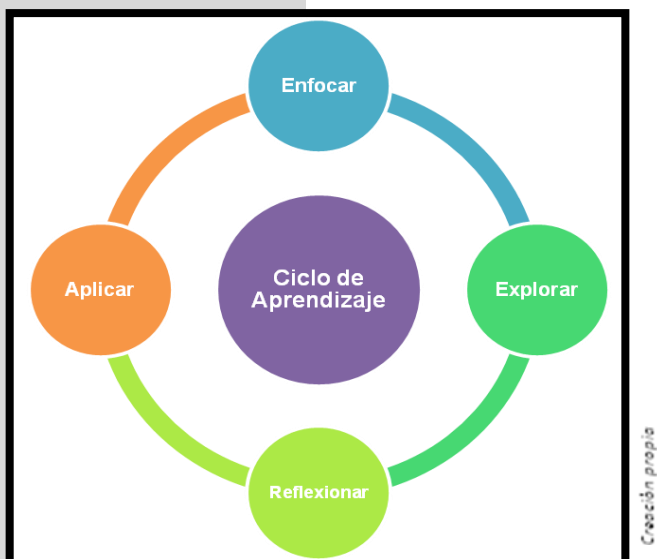 Enfocar
Explorar
Reflexionar
Aplicar
Ciclo de
Aprendizaje
Creación propia